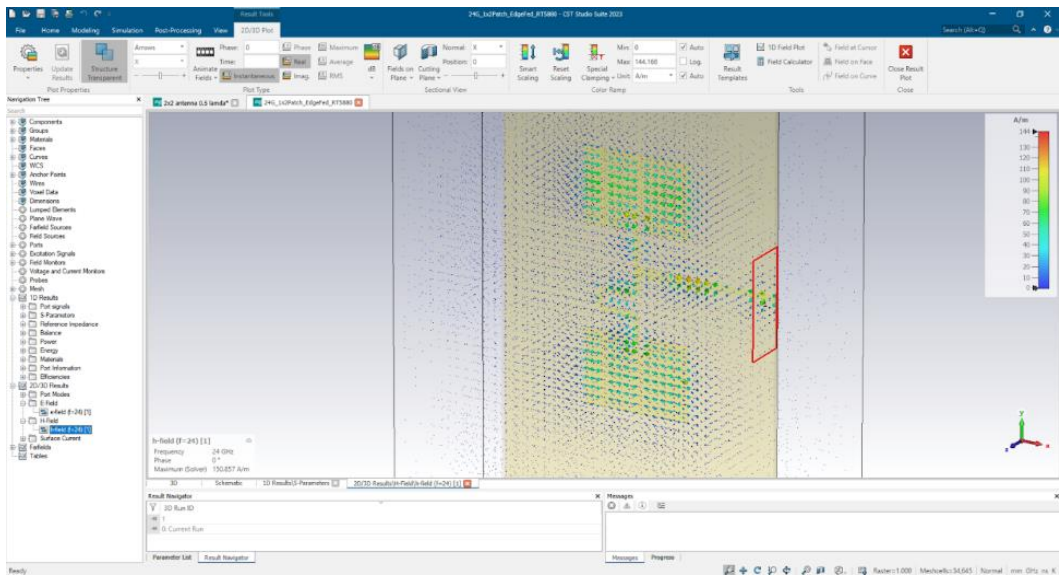 Result Tools
24G_1x2Patch_EdgeFed_RT5880 - CST Studio Suite 2023
File Home Modeling Simulation Post-Processing View 2D/3D Plot
Search (Alt+Q)
Properties
Update Results
Structure Transparent
Plot Properties
Arrows
X
Animate Fields
Phase: 0
Time:
Instantaneous
Phase Maximum
Real Average
Imag. RMS
dB
Plot Type
Fields on Plane
Cutting Plane
Normal: X
Position: 0
Sectional View
Smart Scaling
Reset Scaling
Special Clamping
Min: 0
Max: 144.166
Unit: A/m
Auto
Log.
Auto
Color Ramp
Result Templates
1D Field Plot
Field Calculator
Field at Cursor
Field on Face
Field on Curve
Tools
Close Result Plot
Close
Navigation Tree
Search
Components
Groups
Materials
Faces
Curves
WCS
Anchor Points
Wires
Voxel Data
Dimensions
Lumped Elements
Plane Wave
Farfield Sources
Field Sources
Ports
Excitation Signals
Field Monitors
Voltage and Current Monitors
Probes
Mesh
1D Results
Port signals
S-Parameters
Reference Impedance
Balance
Power
Energy
Materials
Port Information
Efficiencies
2D/3D Results
Port Modes
E-Field
e-field (f=24) [1]
H-Field
h-field (f=24) [1]
Surface Current
Farfields
Tables
2x2 antenna 0.6 lamda*
24G_1x2Patch_EdgeFed_RT5880
A/m
144
130
120
110
100
90
80
70
60
50
40
30
20
10
0
h-field (f=24) [1]
Frequency 24 GHz
Phase 0°
Maximum (Solver) 150.857 A/m
y
z
x
3D Schematic 1D Results\S-Parameters 2D/3D Results\H-Field\h-field (f=24) [1]
Result Navigator
3D Run ID
1
0: Current Run
Parameter List Result Navigator
Messages
Messages Progress
Ready
Raster=1.000 Meshcells=34,645 Normal mm GHz ns K